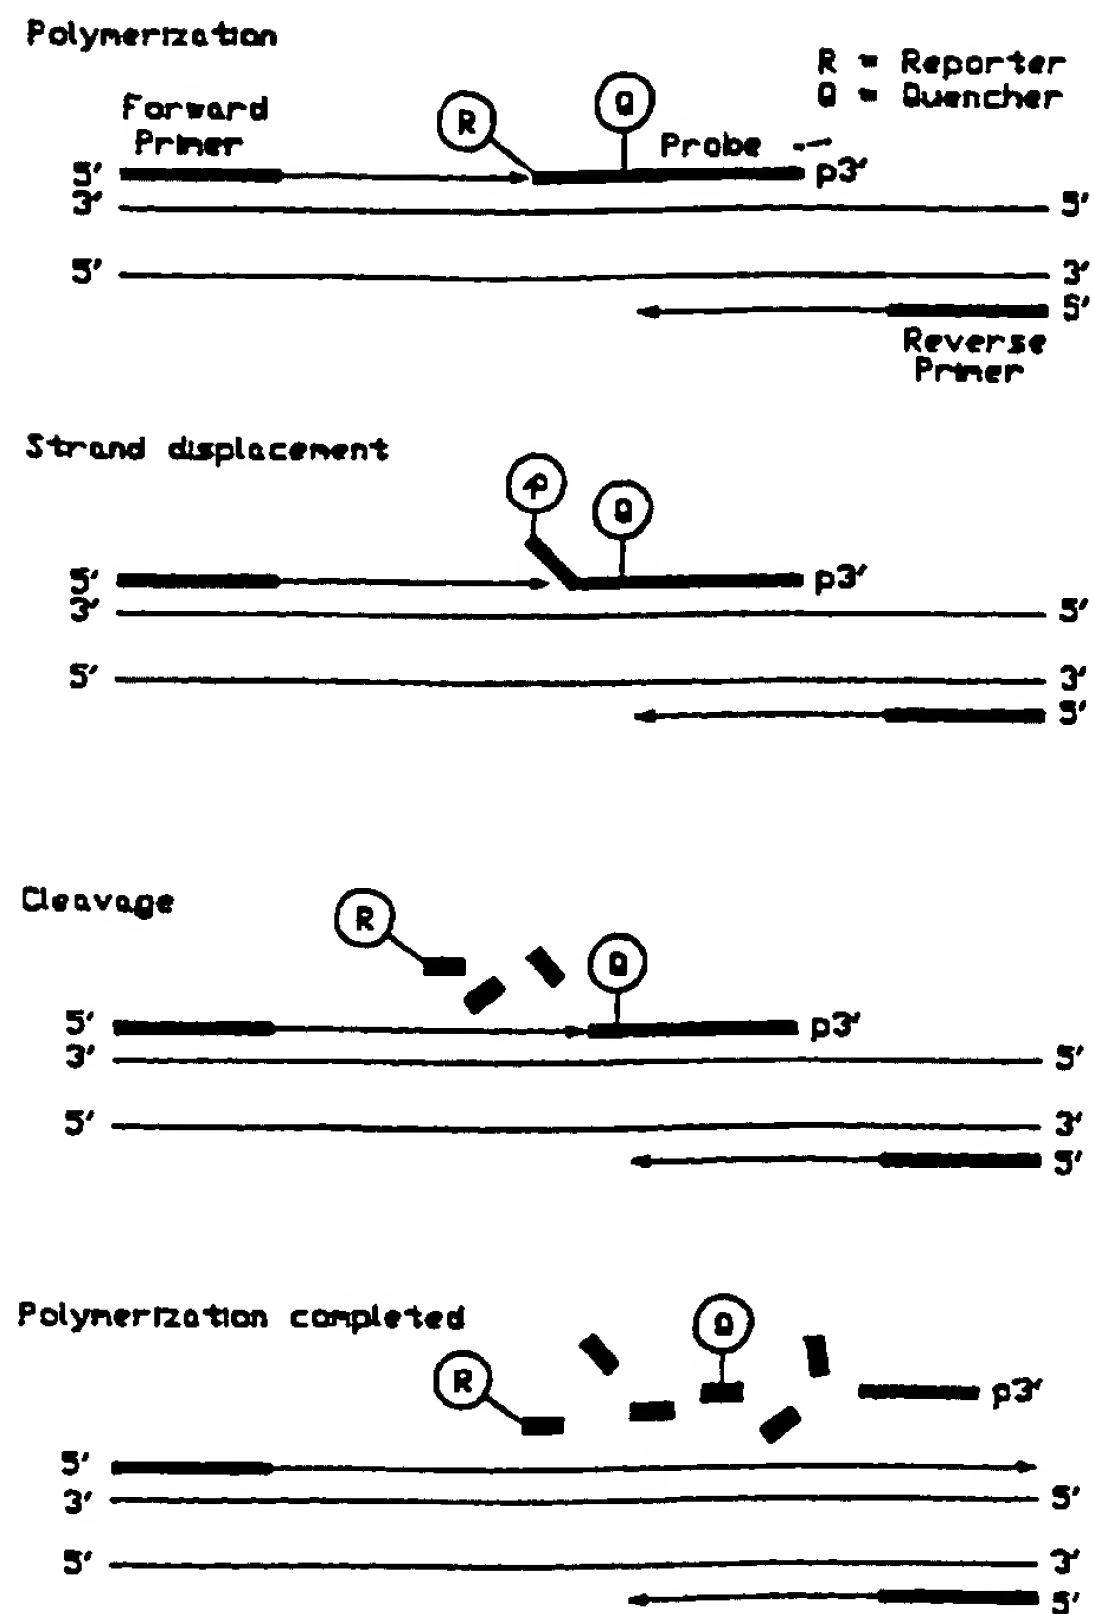 Polymerization
R = Reporter
Q = Quencher
Forward
Primer
R
Q
Probe
5' p3'
3' 5'
5' 3'
5'
Reverse
Primer
Strand displacement
Q
5' p3'
3' 5'
5' 3'
5'
Cleavage
R
Q
5' p3'
3' 5'
5' 3'
5'
Polymerization completed
Q
R
p3'
5'
3' 5'
5' 3'
5'